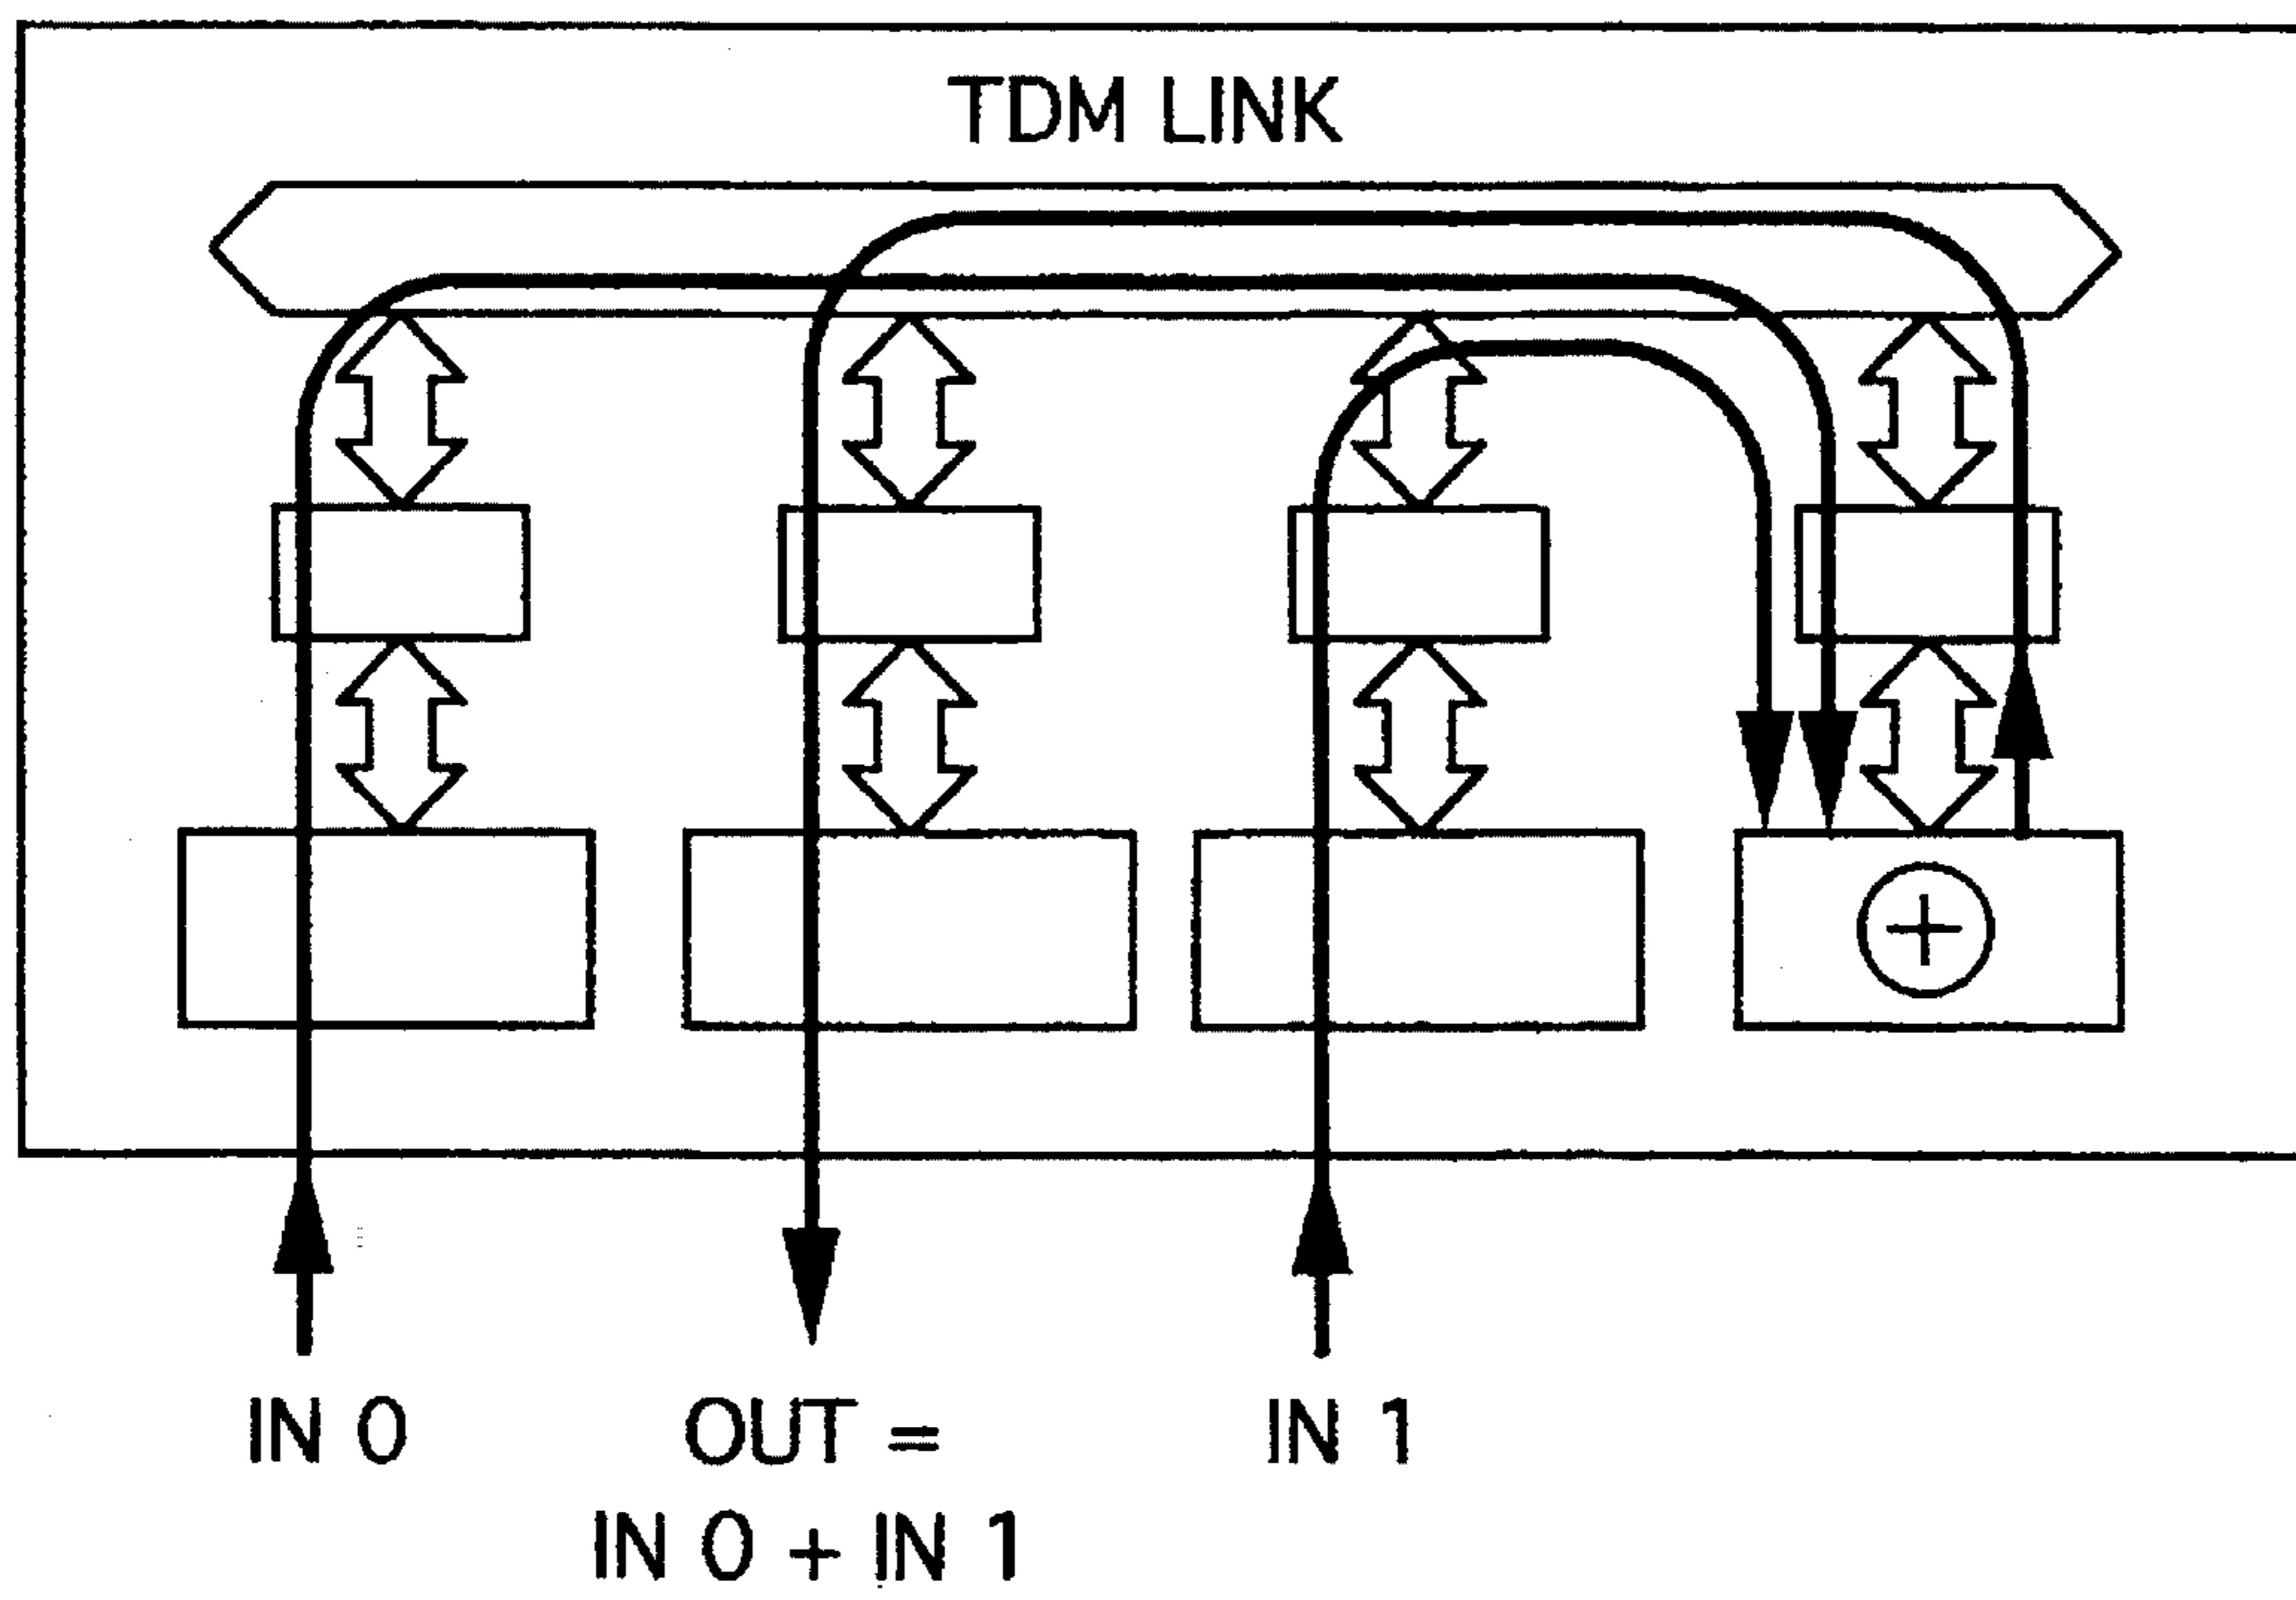 TDM LINK
+
IN 0
OUT =
IN 0 + IN 1
IN 1